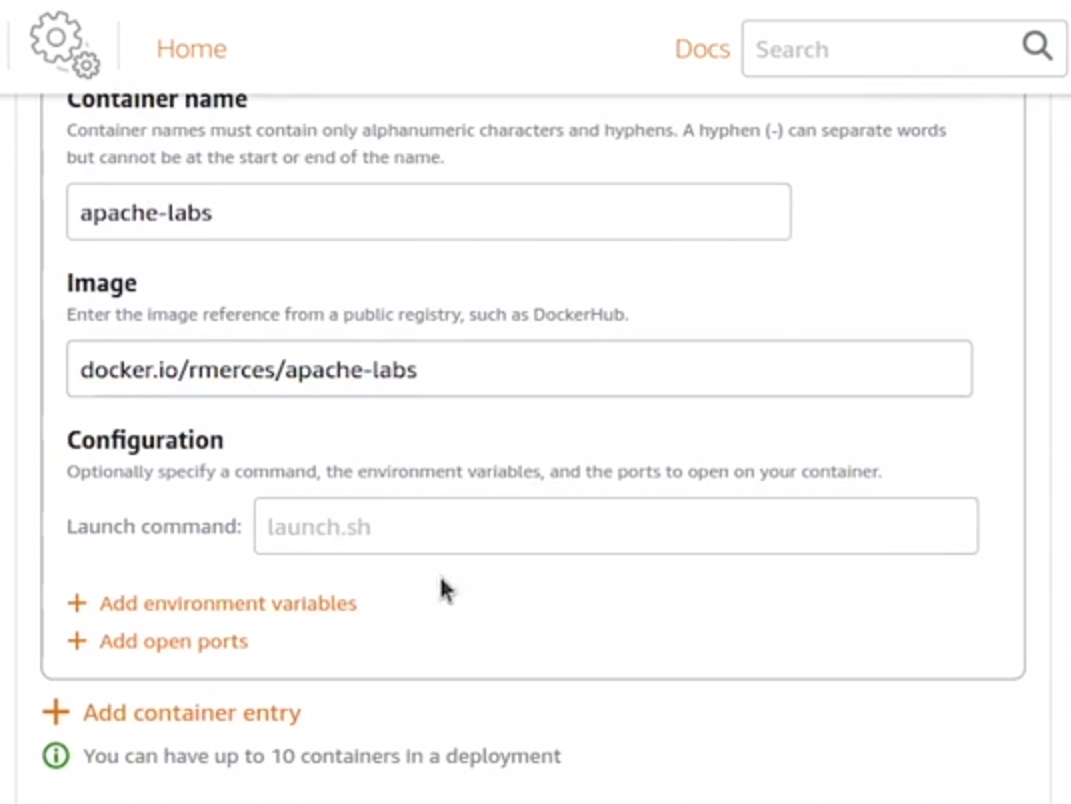 Home
Docs
Search
Container name
Container names must contain only alphanumeric characters and hyphens. A hyphen (-) can separate words
but cannot be at the start or end of the name.
apache-labs
Image
Enter the image reference from a public registry, such as DockerHub.
docker.io/rmerces/apache-labs
Configuration
Optionally specify a command, the environment variables, and the ports to open on your container.
Launch command: launch.sh
+ Add environment variables
+ Add open ports
+ Add container entry
You can have up to 10 containers in a deployment